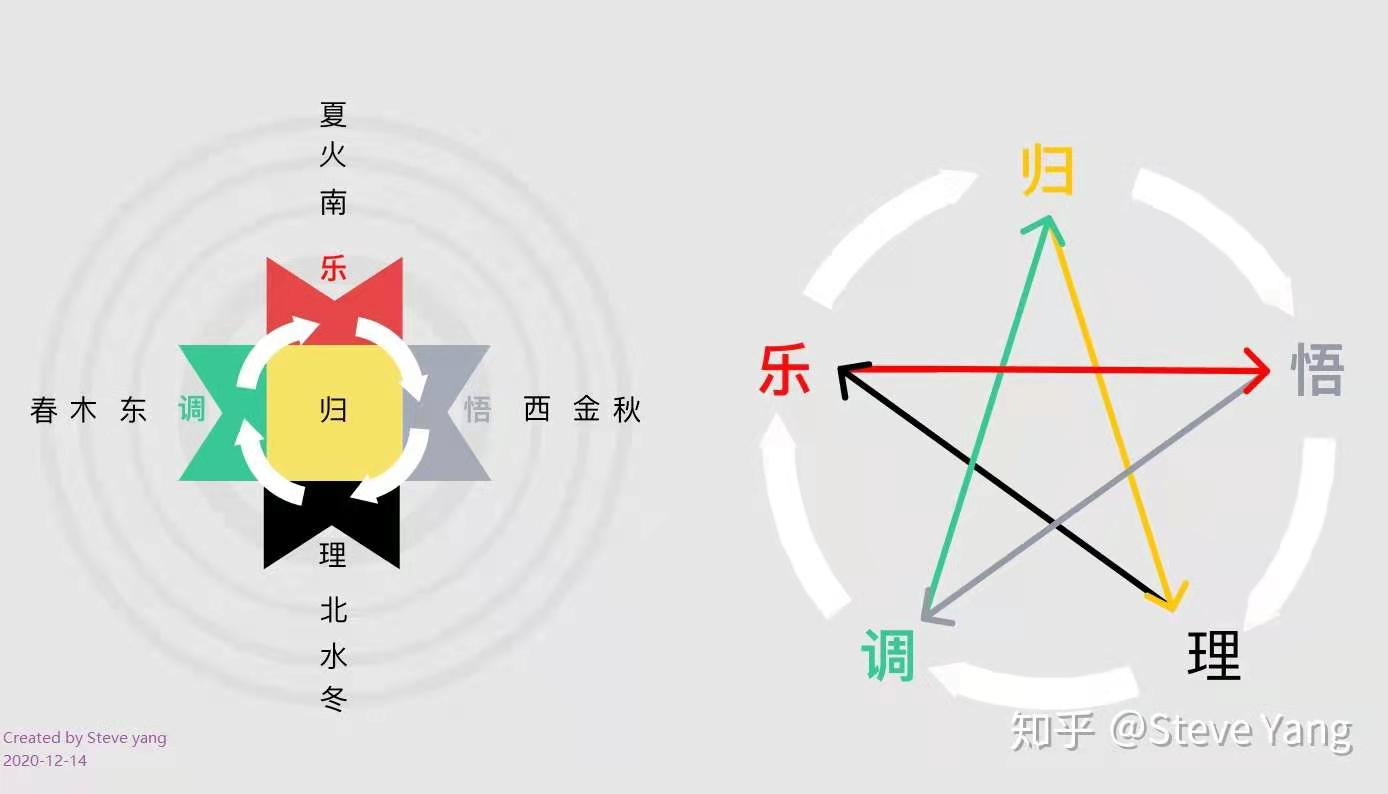 夏
火
南
乐
春 木 东 调 归 悟 西 金 秋
理
北
水
冬
归
乐 悟
调 理
Created by Steve yang
2020-12-14
知乎 @Steve Yang